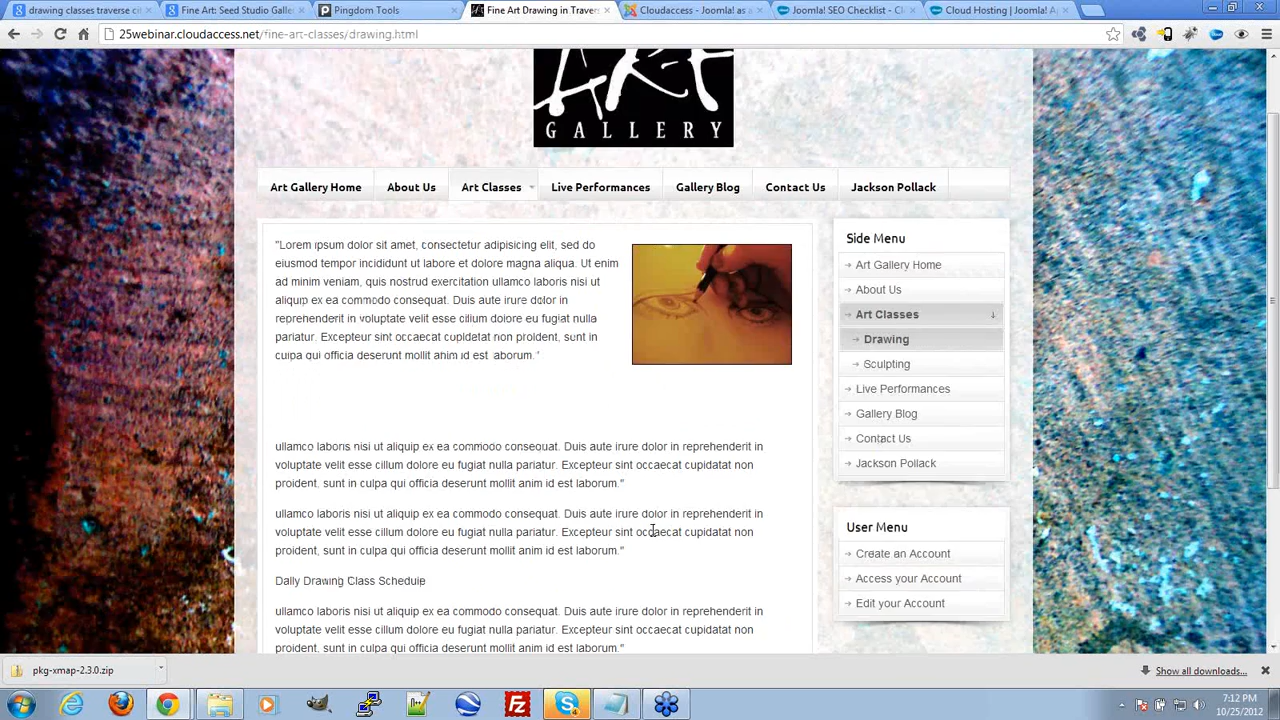 drawing classes traverse ci
Fine Art: Seed Studio Galle
Pingdom Tools
Fine Art Drawing in Traver
Cloudaccess - Joomla! as a
Joomla! SEO Checklist - Cl
Cloud Hosting | Joomla! Ap
25webinar.cloudaccess.net/fine-art-classes/drawing.html
ART
GALLERY
Art Gallery Home
About Us
Art Classes
Live Performances
Gallery Blog
Contact Us
Jackson Pollack
"Lorem ipsum dolor sit amet, consectetur adipisicing elit, sed do
eiusmod tempor incididunt ut labore et dolore magna aliqua. Ut enim
ad minim veniam, quis nostrud exercitation ullamco laboris nisi ut
aliquip ex ea commodo consequat. Duis aute irure dolor in
reprehenderit in voluptate velit esse cillum dolore eu fugiat nulla
pariatur. Excepteur sint occaecat cupidatat non proident, sunt in
culpa qui officia deserunt mollit anim id est laborum."
ullamco laboris nisi ut aliquip ex ea commodo consequat. Duis aute irure dolor in reprehenderit in
voluptate velit esse cillum dolore eu fugiat nulla pariatur. Excepteur sint occaecat cupidatat non
proident, sunt in culpa qui officia deserunt mollit anim id est laborum."
ullamco laboris nisi ut aliquip ex ea commodo consequat. Duis aute irure dolor in reprehenderit in
voluptate velit esse cillum dolore eu fugiat nulla pariatur. Excepteur sint occaecat cupidatat non
proident, sunt in culpa qui officia deserunt mollit anim id est laborum."
Daily Drawing Class Schedule
ullamco laboris nisi ut aliquip ex ea commodo consequat. Duis aute irure dolor in reprehenderit in
voluptate velit esse cillum dolore eu fugiat nulla pariatur. Excepteur sint occaecat cupidatat non
proident, sunt in culpa qui officia deserunt mollit anim id est laborum."
Side Menu
Art Gallery Home
About Us
Art Classes
Drawing
Sculpting
Live Performances
Gallery Blog
Contact Us
Jackson Pollack
User Menu
Create an Account
Access your Account
Edit your Account
pkg-xmap-2.3.0.zip
Show all downloads...
7:12 PM
10/25/2012